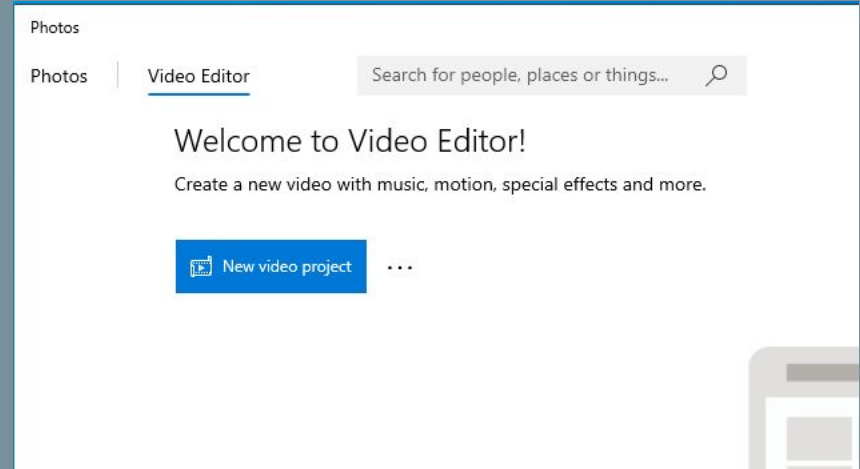 Photos
Photos
Video Editor
Search for people, places or things...
Welcome to Video Editor!
Create a new video with music, motion, special effects and more.
New video project
...